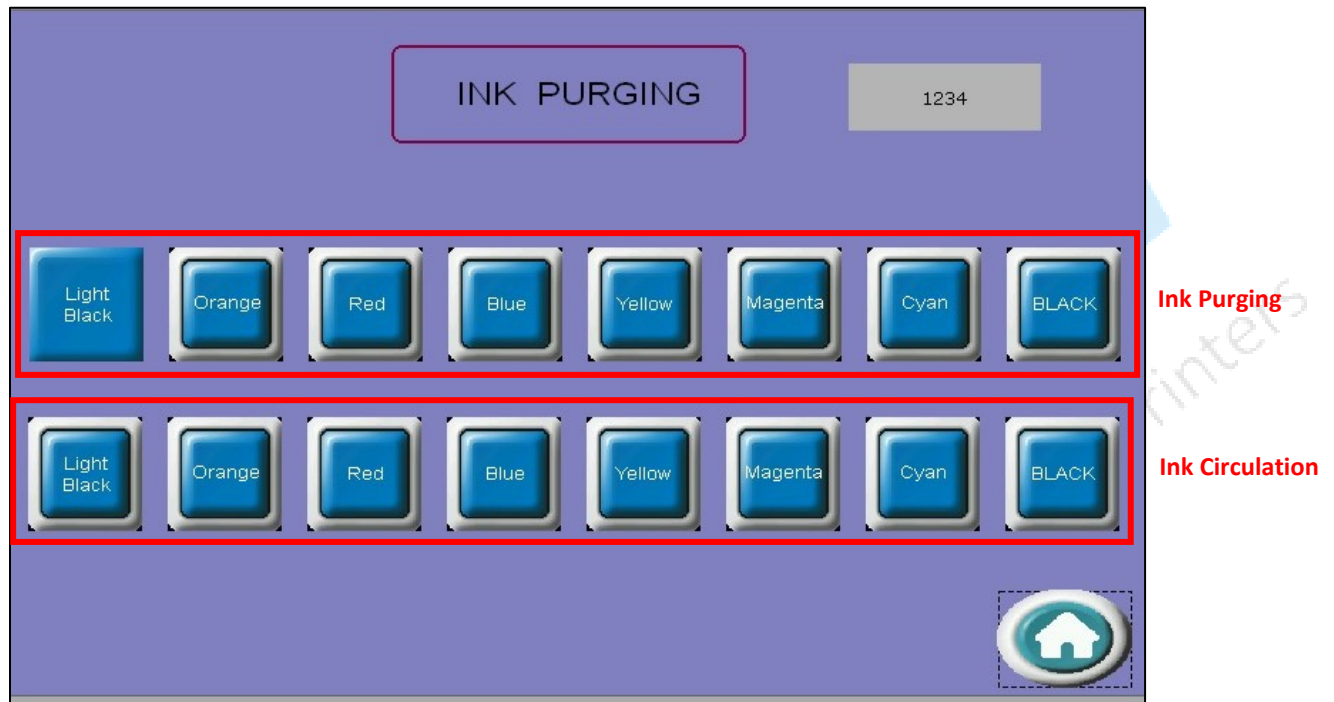 INK PURGING
1234
Light
Black
Orange
Red
Blue
Yellow
Magenta
Cyan
BLACK
Ink Purging
Light
Black
Orange
Red
Blue
Yellow
Magenta
Cyan
BLACK
Ink Circulation